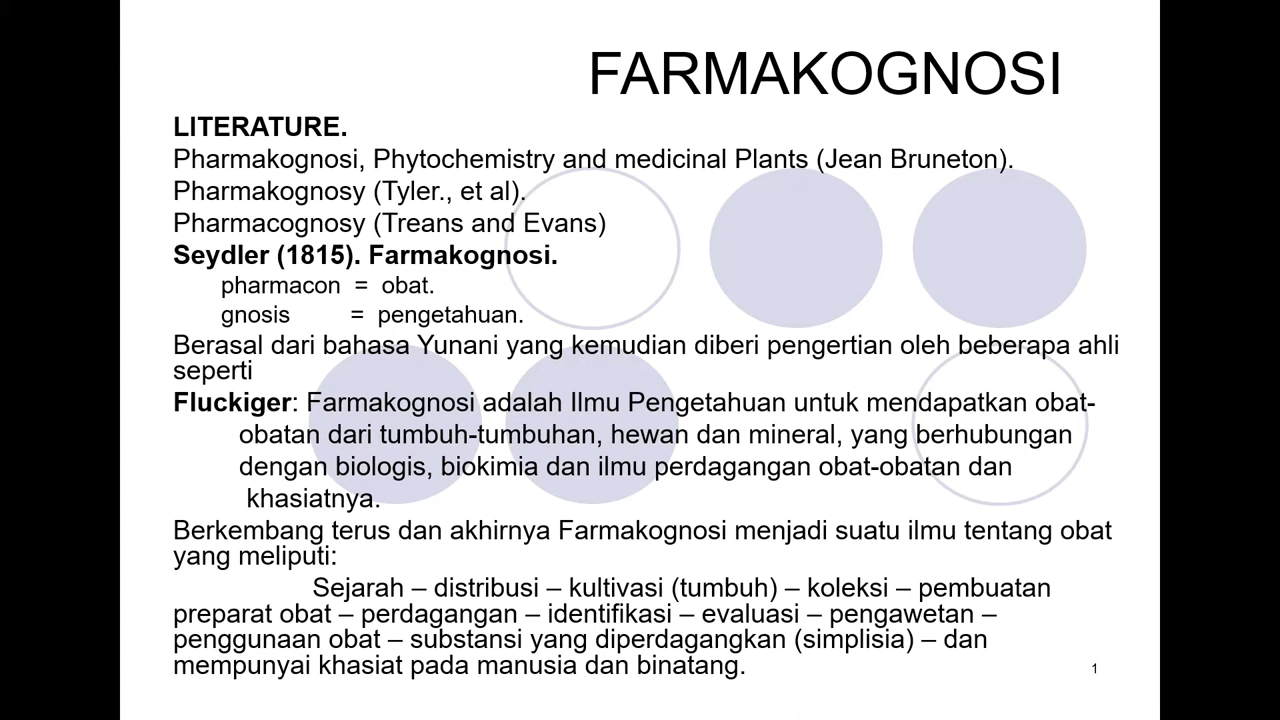 FARMAKOGNOSI
LITERATURE.
Pharmakognosi, Phytochemistry and medicinal Plants (Jean Bruneton).
Pharmakognosy (Tyler., et al).
Pharmacognosy (Treans and Evans)
Seydler (1815). Farmakognosi.
pharmacon = obat.
gnosis = pengetahuan.
Berasal dari bahasa Yunani yang kemudian diberi pengertian oleh beberapa ahli
seperti
Fluckiger: Farmakognosi adalah Ilmu Pengetahuan untuk mendapatkan obat-
obatan dari tumbuh-tumbuhan, hewan dan mineral, yang berhubungan
dengan biologis, biokimia dan ilmu perdagangan obat-obatan dan
khasiatnya.
Berkembang terus dan akhirnya Farmakognosi menjadi suatu ilmu tentang obat
yang meliputi:
Sejarah – distribusi – kultivasi (tumbuh) – koleksi – pembuatan
preparat obat – perdagangan – identifikasi – evaluasi – pengawetan –
penggunaan obat – substansi yang diperdagangkan (simplisia) – dan
mempunyai khasiat pada manusia dan binatang.
1